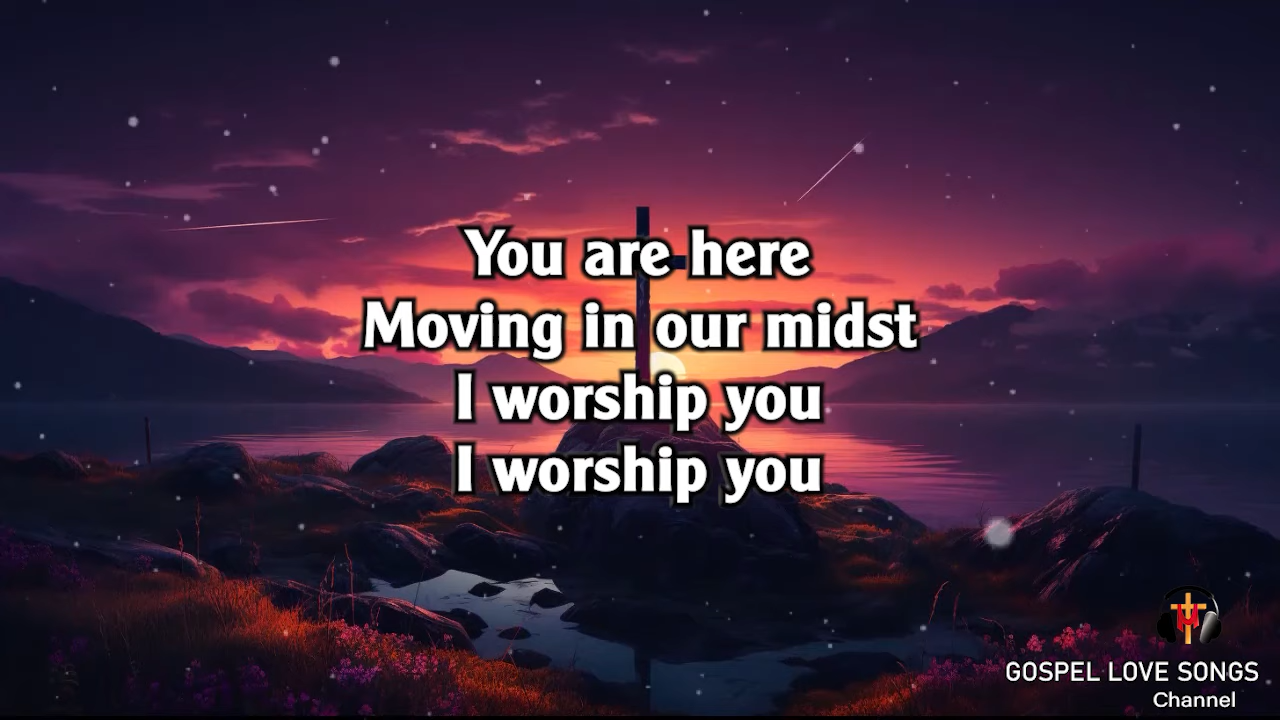 You are here
Moving in our midst
I worship you
I worship you
GOSPEL LOVE SONGS
Channel